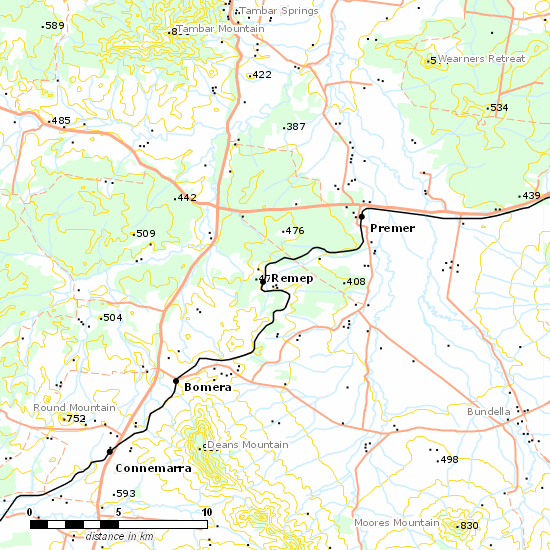 Tambar Springs
589
Tambar Mountain
Wearners Retreat
422
534
485
387
442
439
Premer
476
509
Remep
408
504
Bomera
Round Mountain
752
Bundella
Deans Mountain
Connemarra
498
593
0 5 10
distance in km
Moores Mountain
830